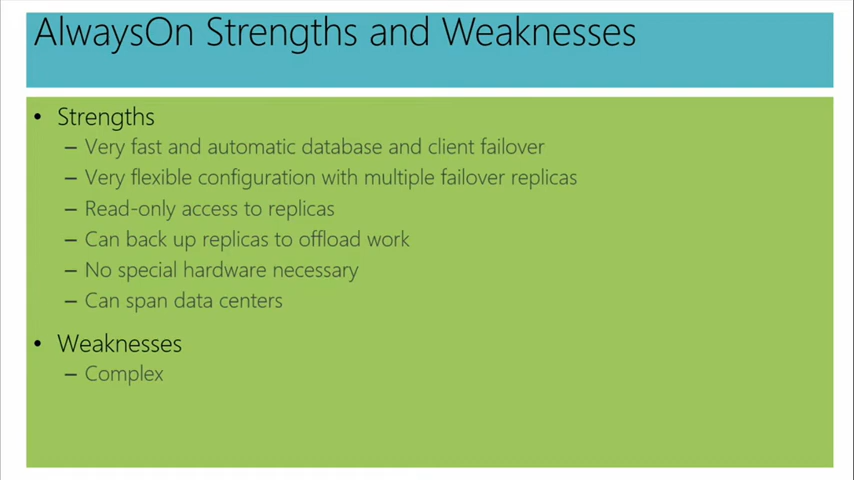 AlwaysOn Strengths and Weaknesses
• Strengths
– Very fast and automatic database and client failover
– Very flexible configuration with multiple failover replicas
– Read-only access to replicas
– Can back up replicas to offload work
– No special hardware necessary
– Can span data centers
• Weaknesses
– Complex